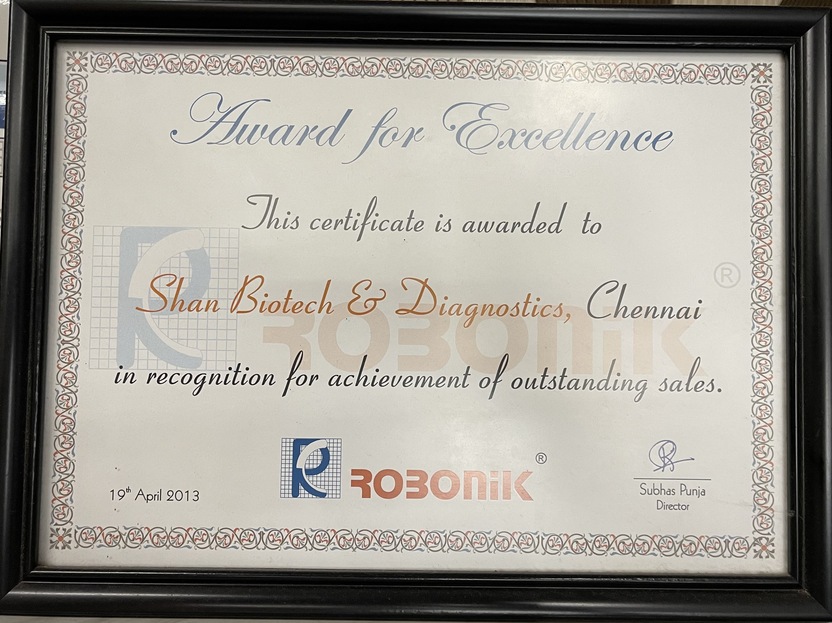 Award for Excellence
This certificate is awarded to
Shan Biotech & Diagnostics, Chennai
ROBONIK®
in recognition for achievement of outstanding sales.
19th April 2013
R ROBONIK®
Subhas Punja
Director